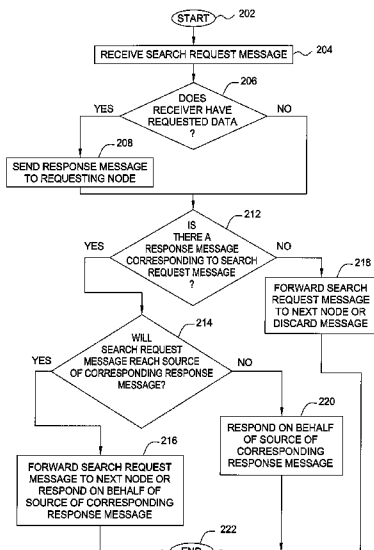 START
202
RECEIVE SEARCH REQUEST MESSAGE
204
206
DOES
RECEIVER HAVE
REQUESTED DATA
?
YES
NO
208
SEND RESPONSE MESSAGE
TO REQUESTING NODE
212
IS
THERE A
RESPONSE MESSAGE
CORRESPONDING TO SEARCH
REQUEST MESSAGE
?
YES
NO
218
FORWARD SEARCH
REQUEST MESSAGE
TO NEXT NODE OR
DISCARD MESSAGE
214
WILL
SEARCH REQUEST
MESSAGE REACH SOURCE
OF CORRESPONDING RESPONSE
MESSAGE?
YES
NO
220
RESPOND ON BEHALF
OF SOURCE OF
CORRESPONDING
RESPONSE MESSAGE
216
FORWARD SEARCH REQUEST
MESSAGE TO NEXT NODE OR
RESPOND ON BEHALF OF
SOURCE OF CORRESPONDING
RESPONSE MESSAGE
222
END